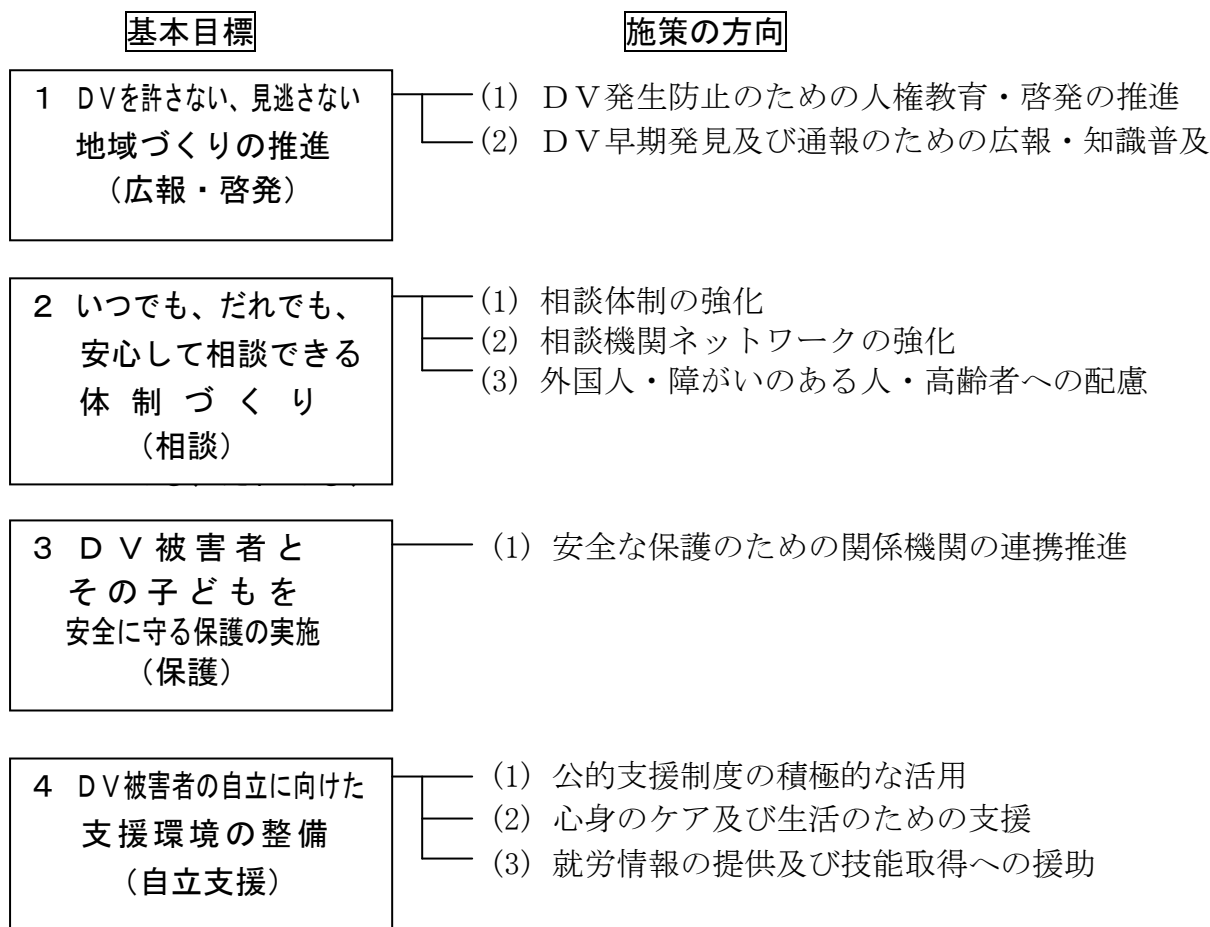 基本目標
施策の方向
1 DVを許さない、見逃さない
地域づくりの推進
(広報・啓発)
(1) DV発生防止のための人権教育・啓発の推進
(2) DV早期発見及び通報のための広報・知識普及
2 いつでも、だれでも、
安心して相談できる
体制づくり
(相談)
(1) 相談体制の強化
(2) 相談機関ネットワークの強化
(3) 外国人・障がいのある人・高齢者への配慮
3 DV被害者と
その子どもを
安全に守る保護の実施
(保護)
(1) 安全な保護のための関係機関の連携推進
4 DV被害者の自立に向けた
支援環境の整備
(自立支援)
(1) 公的支援制度の積極的な活用
(2) 心身のケア及び生活のための支援
(3) 就労情報の提供及び技能取得への援助